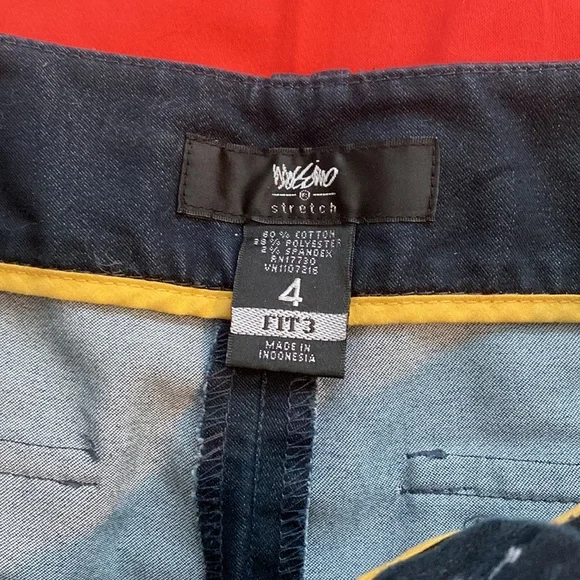 Mossimo
stretch
60% COTTON
38% POLYESTER
2% SPANDEX
RN17730
VN1107216
4
FIT3
MADE IN
INDONESIA